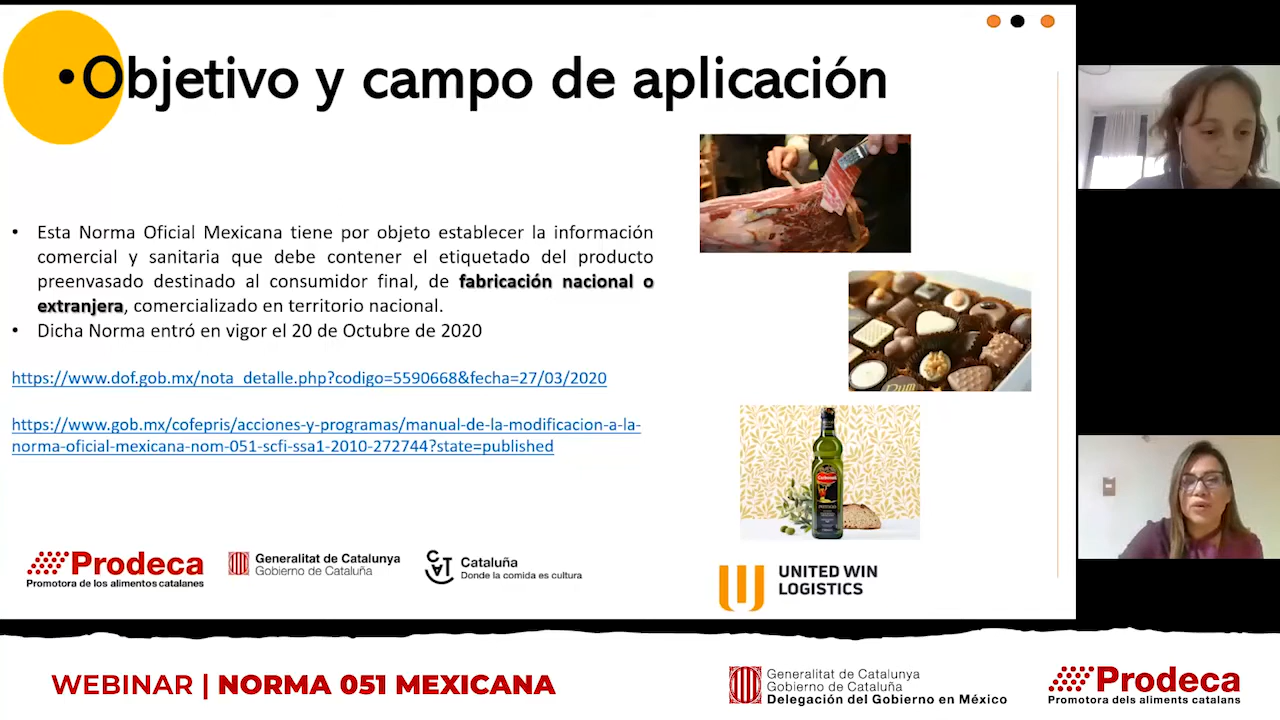 •Objetivo y campo de aplicación
• Esta Norma Oficial Mexicana tiene por objeto establecer la información
comercial y sanitaria que debe contener el etiquetado del producto
preenvasado destinado al consumidor final, de fabricación nacional o
extranjera, comercializado en territorio nacional.
• Dicha Norma entró en vigor el 20 de Octubre de 2020
https://www.dof.gob.mx/nota_detalle.php?codigo=5590668&fecha=27/03/2020
https://www.gob.mx/cofepris/acciones-y-programas/manual-de-la-modificacion-a-la-
norma-oficial-mexicana-nom-051-scfi-ssa1-2010-272744?state=published
Prodeca
Promotora de los alimentos catalanes
Generalitat de Catalunya
Gobierno de Cataluña
CAT
Cataluña
Donde la comida es cultura
UNITED WIN
LOGISTICS
WEBINAR | NORMA 051 MEXICANA
Generalitat de Catalunya
Gobierno de Cataluña
Delegación del Gobierno en México
Prodeca
Promotora dels aliments catalans